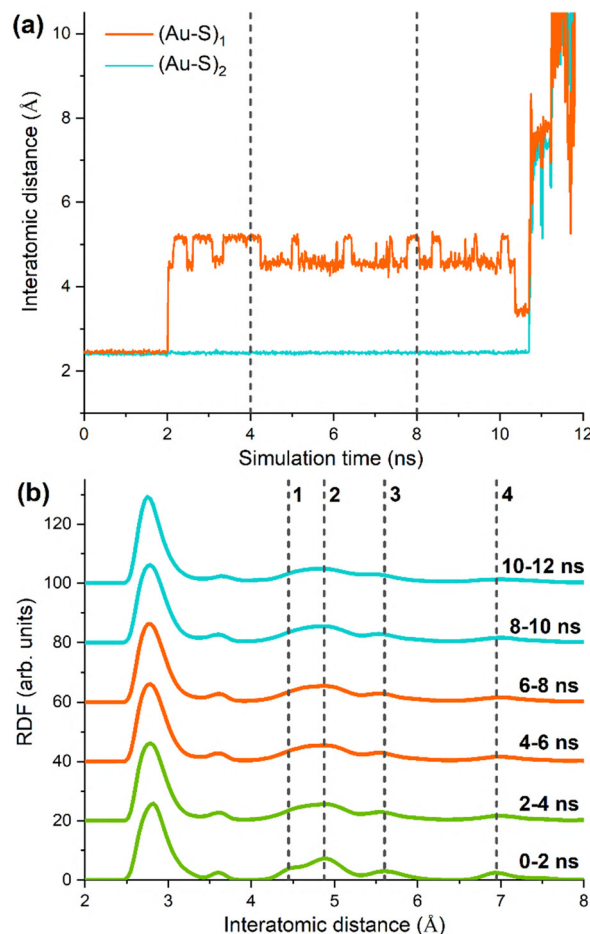 (a)
(Au-S)1
(Au-S)2
Interatomic distance (Å)
10
8
6
4
2
0 2 4 6 8 10 12
Simulation time (ns)
(b)
1 2 3 4
RDF (arb. units)
120
100
80
60
40
20
0
10-12 ns
8-10 ns
6-8 ns
4-6 ns
2-4 ns
0-2 ns
2 3 4 5 6 7 8
Interatomic distance (Å)